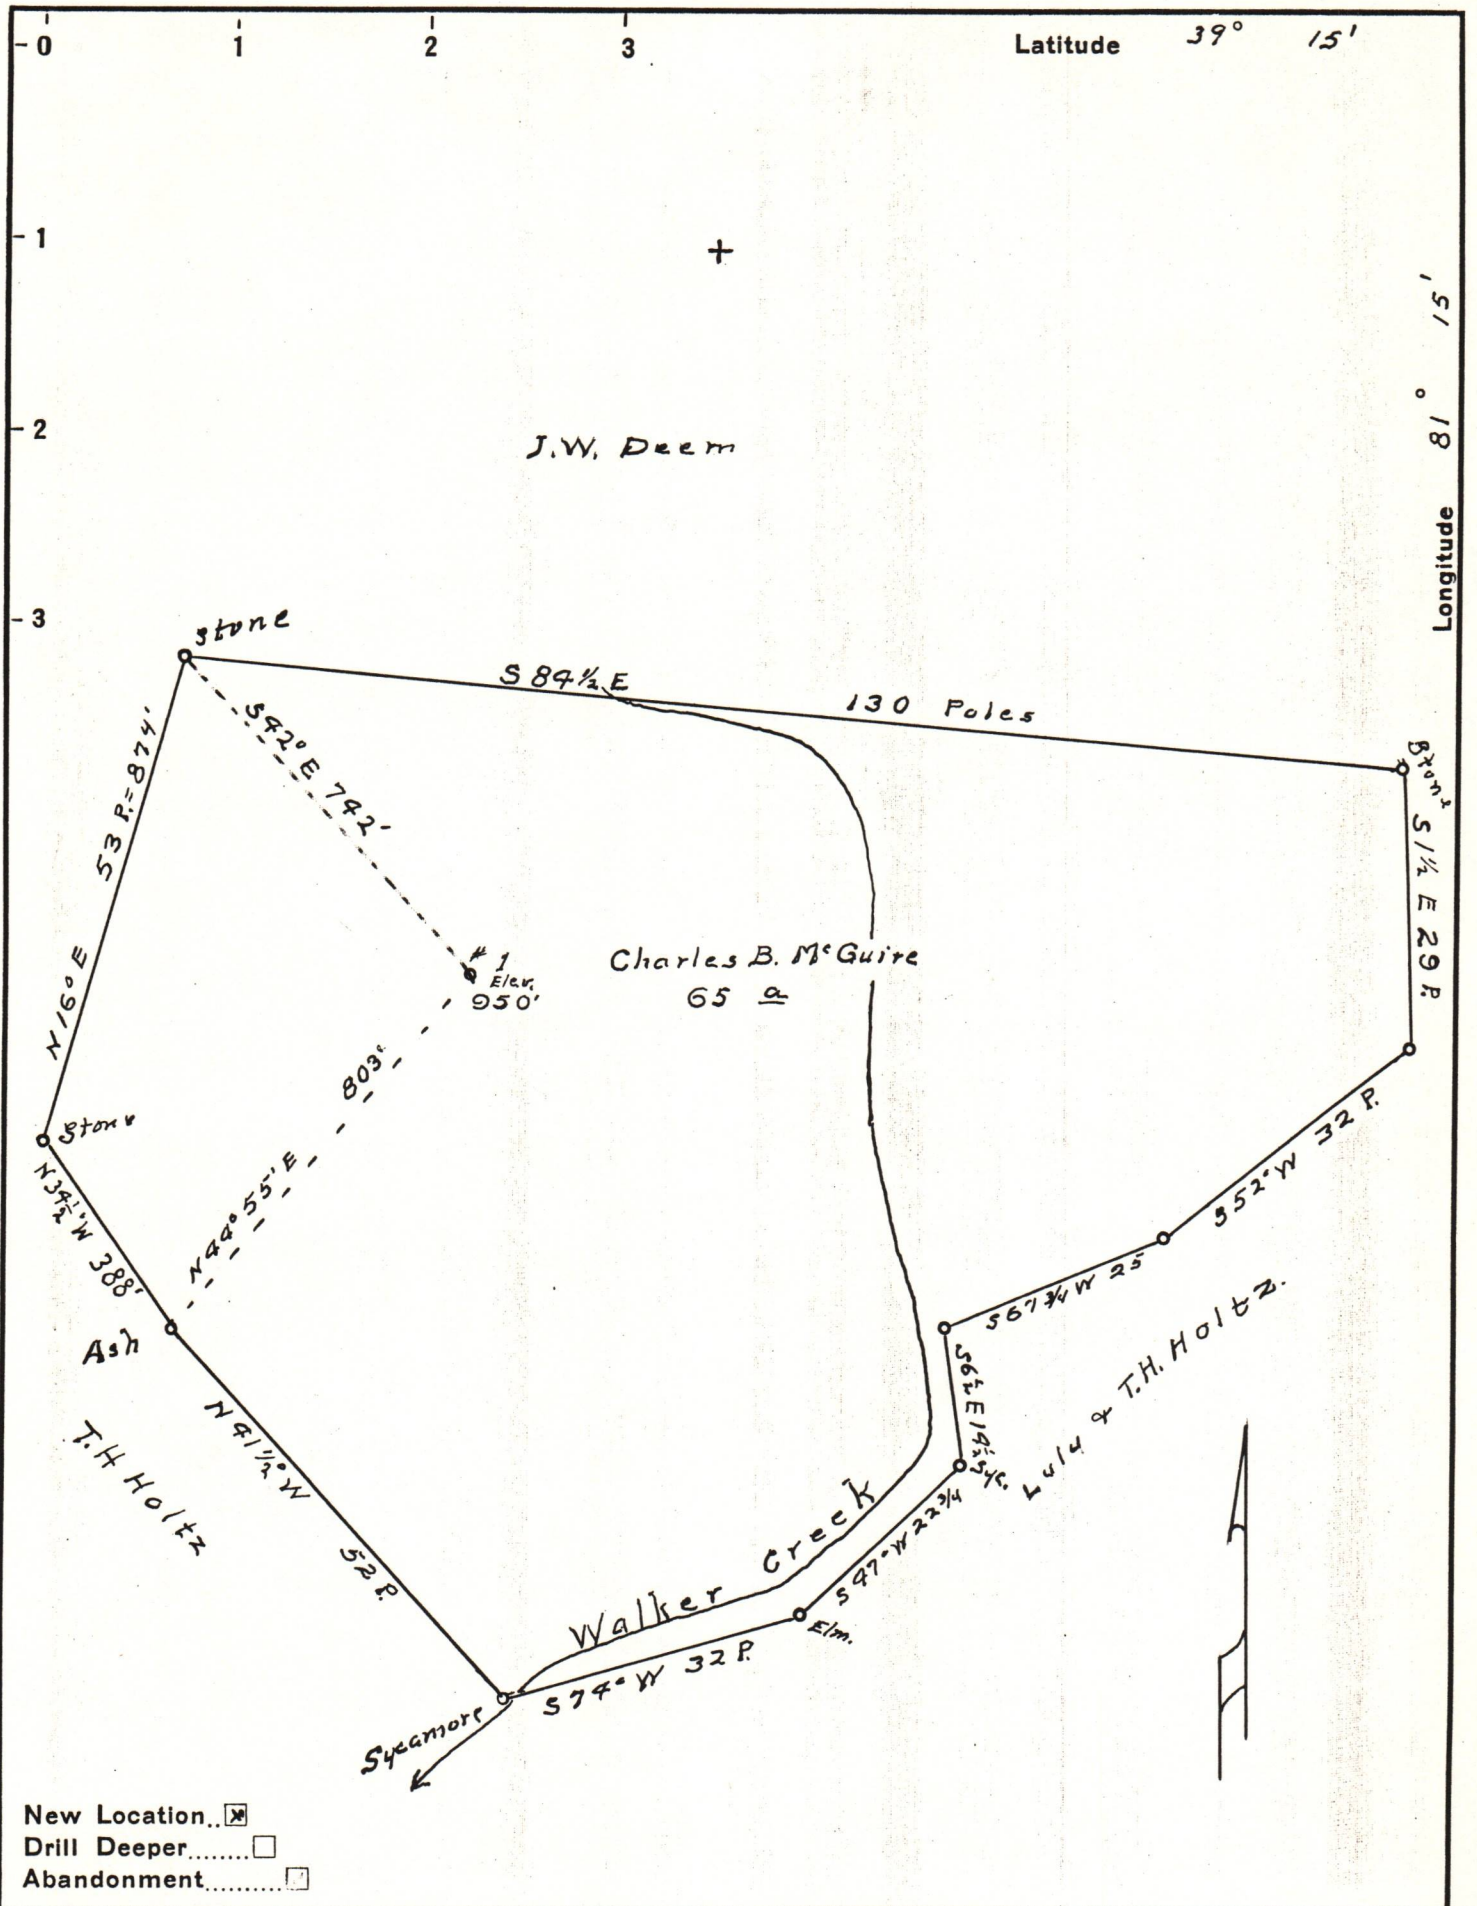 -0 1 2 3 Latitude 39° 15'
-1
+
-2
-3
Longitude 81° 15'
J.W. Deem
Stone
S 84½ E 130 Poles
Stone
S 1½ E 29 P.
S 52° W 32 P.
S 67¾ W 25
S 6½ E 14½
Syc.
S 47° W 22¾
Elm.
S 74° W 32 P.
Sycamore
N 41½° W 52 P.
Ash
N 34½° W 388'
Stone
N 16° E 53 P. = 874'
S 42° E 742'
N 44° 55' E 803'
# 1
Elev.
950'
Charles B. McGuire
65 a
Walker Creek
T.H Holtz
Lulu & T.H. Holtz.
New Location..
Drill Deeper........
Abandonment..........